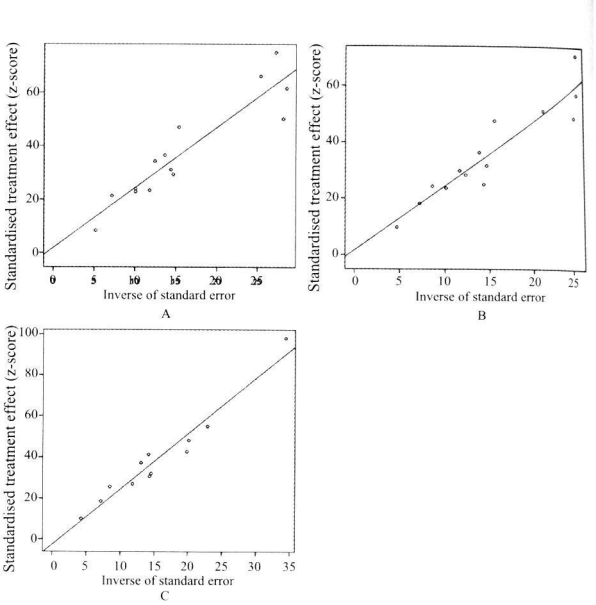 Standardised treatment effect (z-score)
60
40
20
0
0 5 10 15 20 25
Inverse of standard error
A
Standardised treatment effect (z-score)
60
40
20
0
0 5 10 15 20 25
Inverse of standard error
B
Standardised treatment effect (z-score)
100
80
60
40
20
0
0 5 10 15 20 25 30 35
Inverse of standard error
C